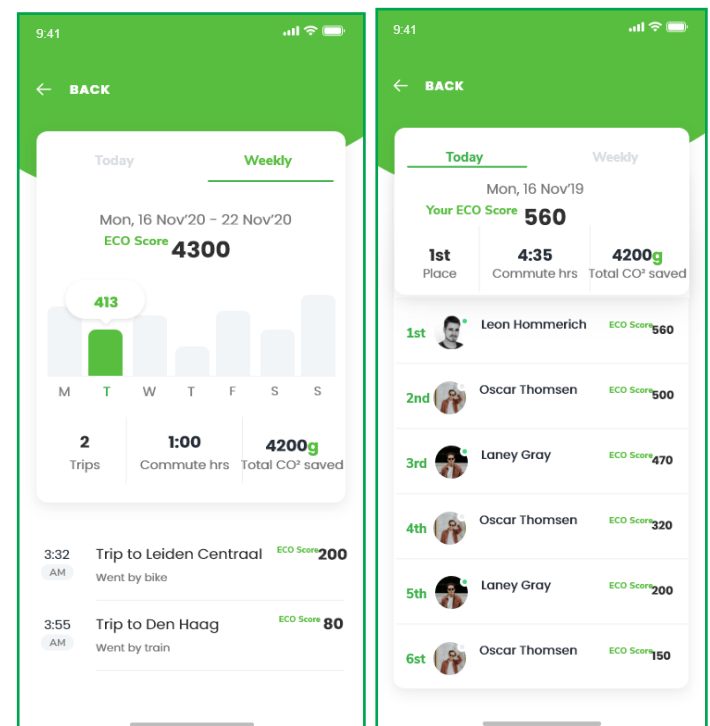 9:41
BACK
Today Weekly
Mon, 16 Nov'20 - 22 Nov'20
ECO Score 4300
413
M T W T F S S
2 1:00 4200g
Trips Commute hrs Total CO² saved
3:32 Trip to Leiden Centraal ECO Score 200
AM Went by bike
3:55 Trip to Den Haag ECO Score 80
AM Went by train
9:41
BACK
Today Weekly
Mon, 16 Nov'19
Your ECO Score 560
1st 4:35 4200g
Place Commute hrs Total CO² saved
1st Leon Hommerich ECO Score 560
2nd Oscar Thomsen ECO Score 500
3rd Laney Gray ECO Score 470
4th Oscar Thomsen ECO Score 320
5th Laney Gray ECO Score 200
6st Oscar Thomsen ECO Score 150